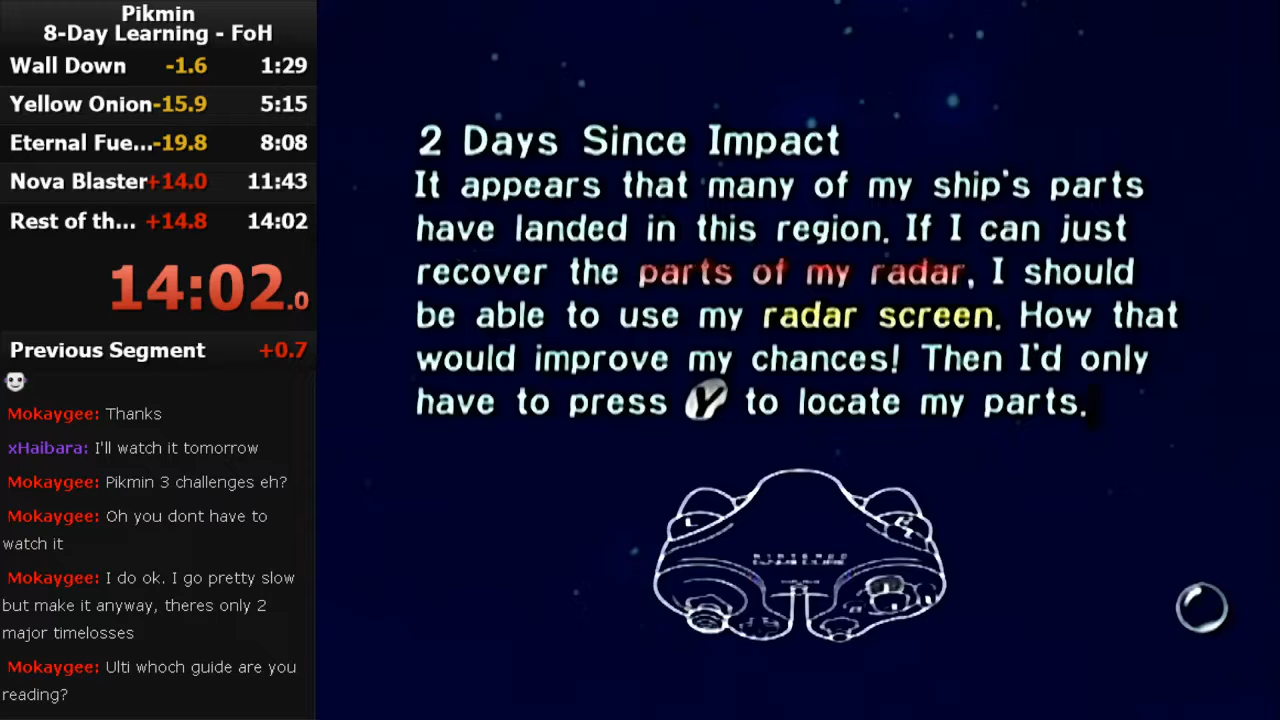 Pikmin
8-Day Learning - FoH
Wall Down -1.6 1:29
Yellow Onion -15.9 5:15
Eternal Fue... -19.8 8:08
Nova Blaster +14.0 11:43
Rest of th... +14.8 14:02
14:02.0
Previous Segment +0.7
Mokaygee: Thanks
xHaibara: I'll watch it tomorrow
Mokaygee: Pikmin 3 challenges eh?
Mokaygee: Oh you dont have to
watch it
Mokaygee: I do ok. I go pretty slow
but make it anyway, theres only 2
major timelosses
Mokaygee: Ulti whoch guide are you
reading?
2 Days Since Impact
It appears that many of my ship's parts
have landed in this region. If I can just
recover the parts of my radar, I should
be able to use my radar screen. How that
would improve my chances! Then I'd only
have to press Y to locate my parts.